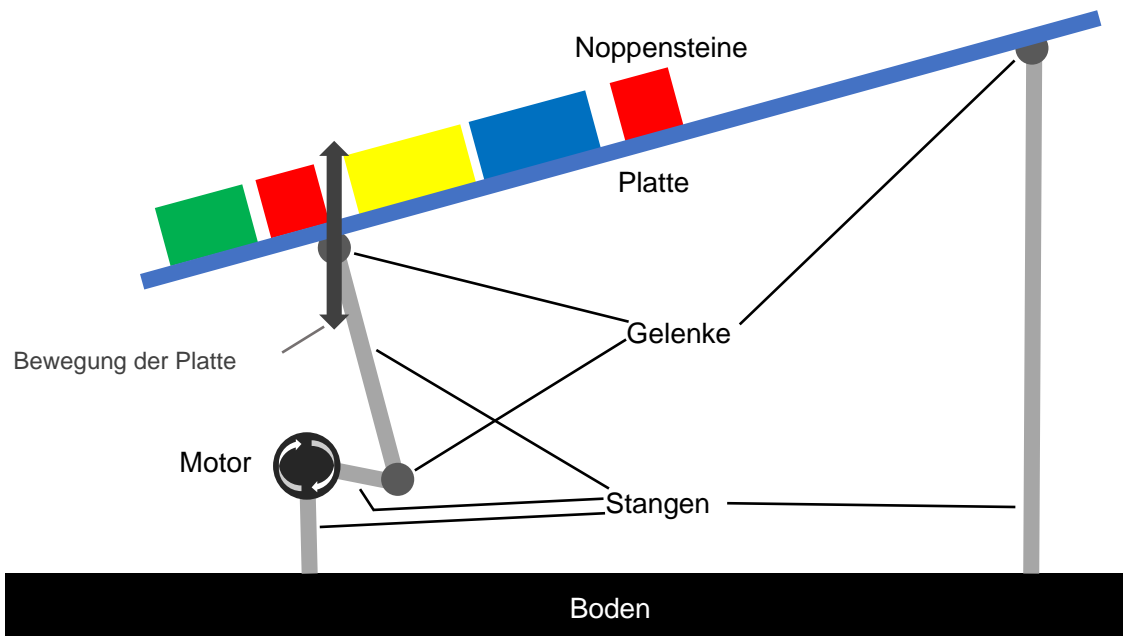 Noppensteine
Platte
Gelenke
Bewegung der Platte
Motor
Stangen
Boden